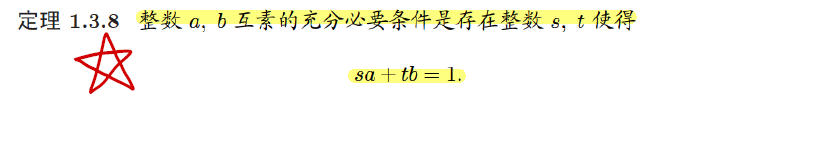 定理 1.3.8 整数 a, b 互素的充分必要条件是存在整数 s, t 使得
sa + tb = 1.